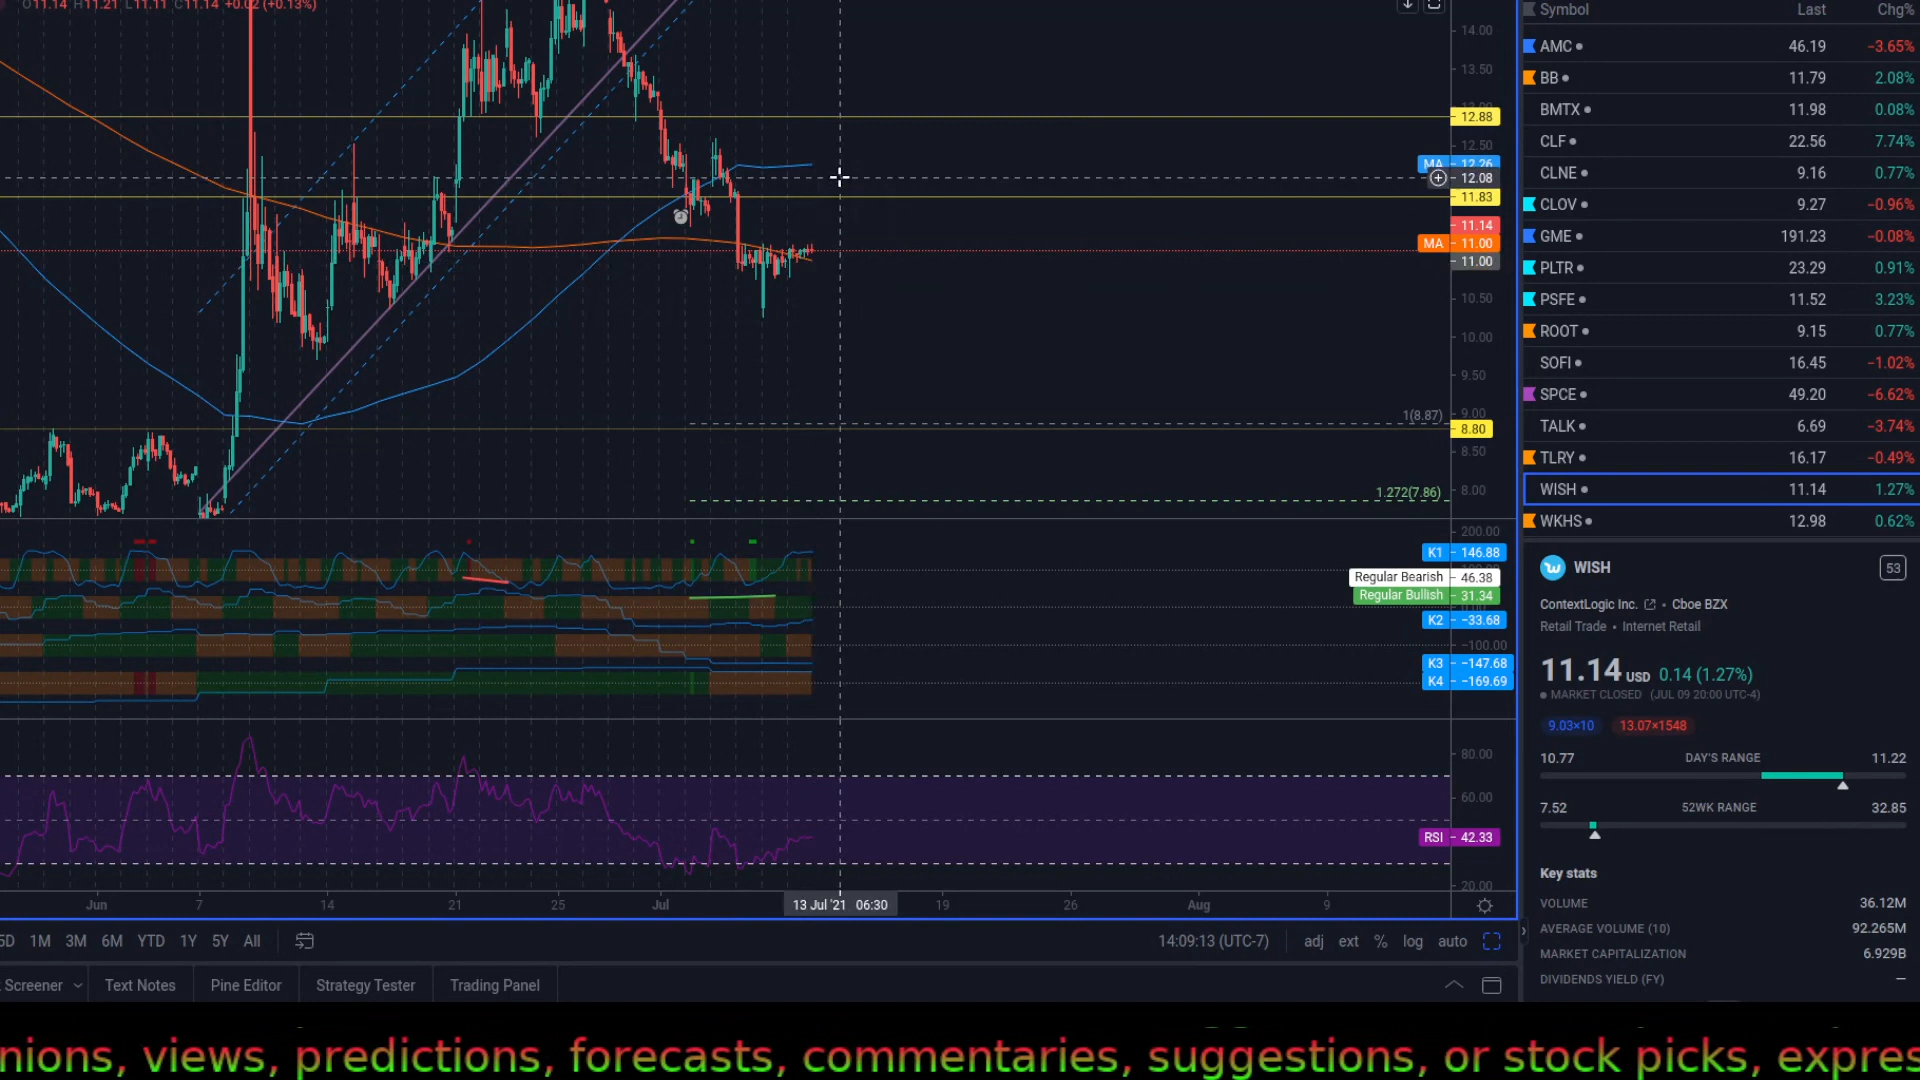 O11.14 H11.21 L11.11 C11.14 +0.02 (+0.13%)
Symbol Last Chg%
AMC 46.19 −3.65%
BB 11.79 2.08%
BMTX 11.98 0.08%
CLF 22.56 7.74%
CLNE 9.16 0.77%
CLOV 9.27 −0.96%
GME 191.23 −0.08%
PLTR 23.29 0.91%
PSFE 11.52 3.23%
ROOT 9.15 0.77%
SOFI 16.45 −1.02%
SPCE 49.20 −6.62%
TALK 6.69 −3.74%
TLRY 16.17 −0.49%
WISH 11.14 1.27%
WKHS 12.98 0.62%
14.00
13.50
12.88
12.50
MA 12.26
12.08
11.83
11.14
MA 11.00
11.00
10.50
10.00
9.50
9.00
1(8.87)
8.80
8.50
1.272(7.86)
8.00
200.00
K1 146.88
Regular Bearish 46.38
Regular Bullish 31.34
K2 −33.68
−100.00
K3 −147.68
K4 −169.69
80.00
60.00
RSI 42.33
20.00
Jun 7 14 21 25 Jul 13 Jul '21 06:30 19 26 Aug 9
5D 1M 3M 6M YTD 1Y 5Y All
14:09:13 (UTC-7) adj ext % log auto
Screener Text Notes Pine Editor Strategy Tester Trading Panel
WISH 53
ContextLogic Inc. • Cboe BZX
Retail Trade • Internet Retail
11.14 USD 0.14 (1.27%)
MARKET CLOSED (JUL 09 20:00 UTC-4)
9.03×10 13.07×1548
10.77 DAY'S RANGE 11.22
7.52 52WK RANGE 32.85
Key stats
VOLUME 36.12M
AVERAGE VOLUME (10) 92.265M
MARKET CAPITALIZATION 6.929B
DIVIDENDS YIELD (FY) —
nions, views, predictions, forecasts, commentaries, suggestions, or stock picks, expres